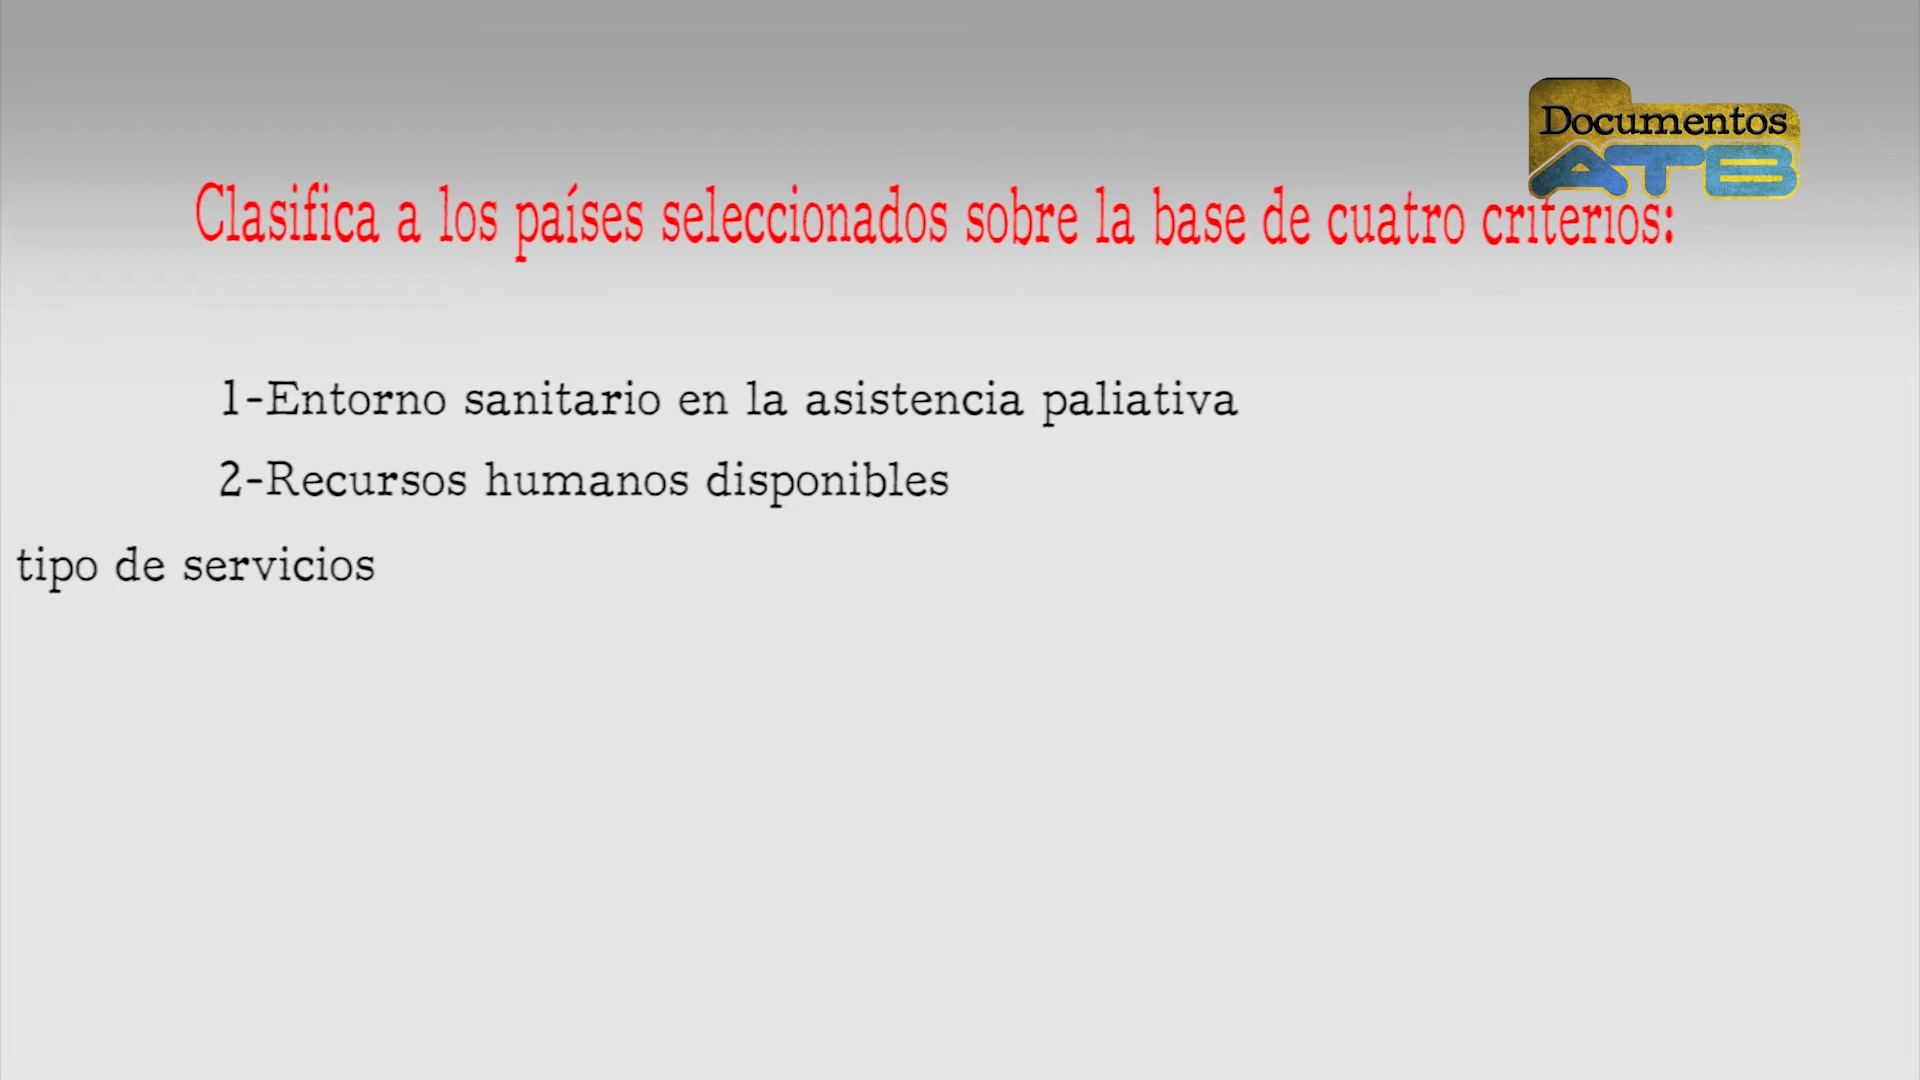 Documentos
ATB
Clasifica a los países seleccionados sobre la base de cuatro criterios:
1-Entorno sanitario en la asistencia paliativa
2-Recursos humanos disponibles
tipo de servicios